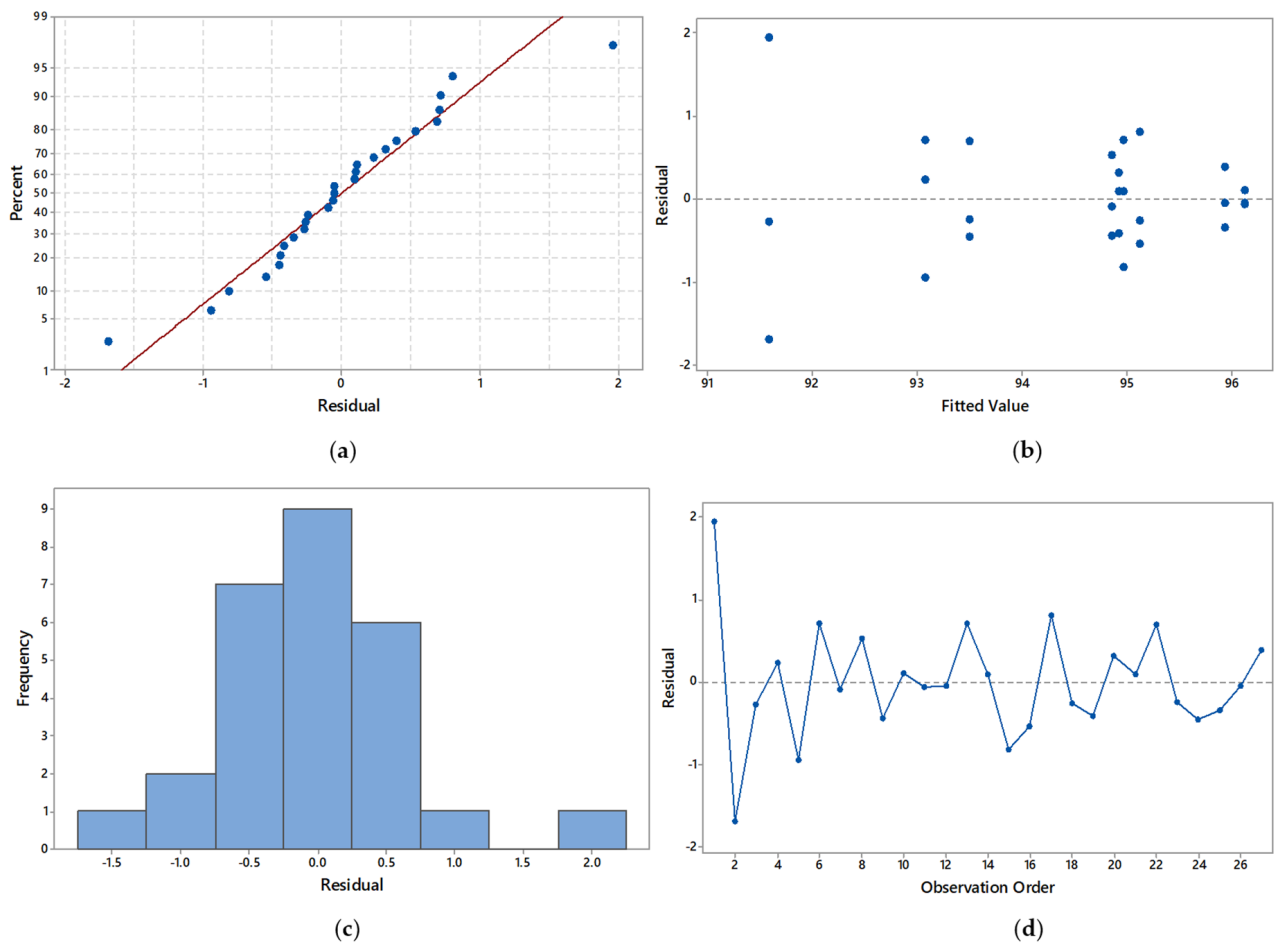 99
95
90
80
70
60
50
40
30
20
10
5
1
Percent
-2 -1 0 1 2
Residual
(a)
2
1
0
-1
-2
Residual
91 92 93 94 95 96
Fitted Value
(b)
9
8
7
6
5
4
3
2
1
0
Frequency
-1.5 -1.0 -0.5 0.0 0.5 1.0 1.5 2.0
Residual
(c)
2
1
0
-1
-2
Residual
2 4 6 8 10 12 14 16 18 20 22 24 26
Observation Order
(d)